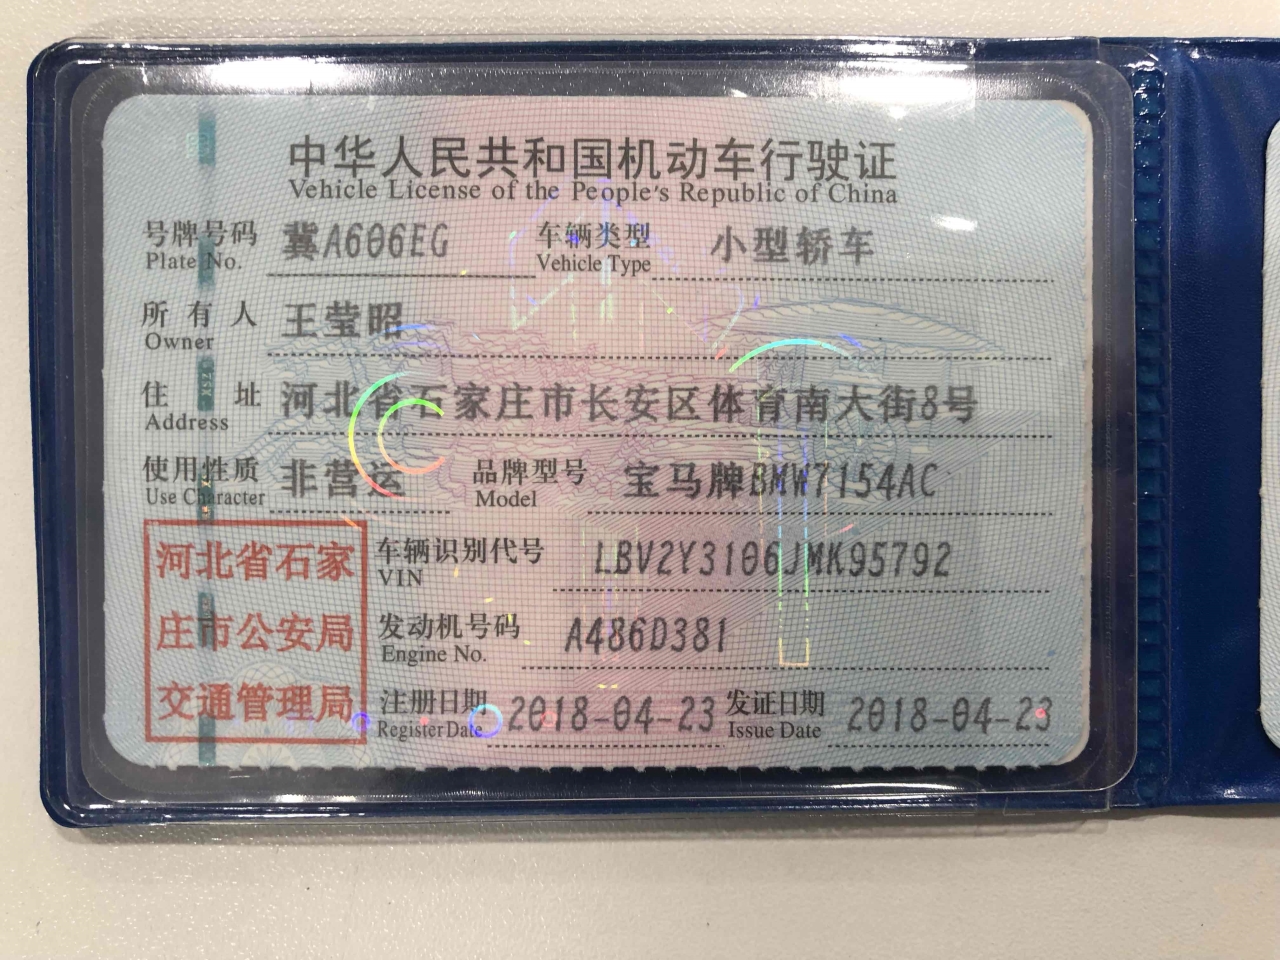 中华人民共和国机动车行驶证
Vehicle License of the People's Republic of China
号牌号码 冀A606EG 车辆类型 小型轿车
Plate No. Vehicle Type
所有人 王莹昭
Owner
住址 河北省石家庄市长安区体育南大街8号
Address
使用性质 非营运 品牌型号 宝马牌BMW7154AC
Use Character Model
河北省石家
庄市公安局
交通管理局
车辆识别代号 LBV2Y3106JMK95792
VIN
发动机号码 A486D381
Engine No.
注册日期 2018-04-23 发证日期 2018-04-23
Register Date Issue Date